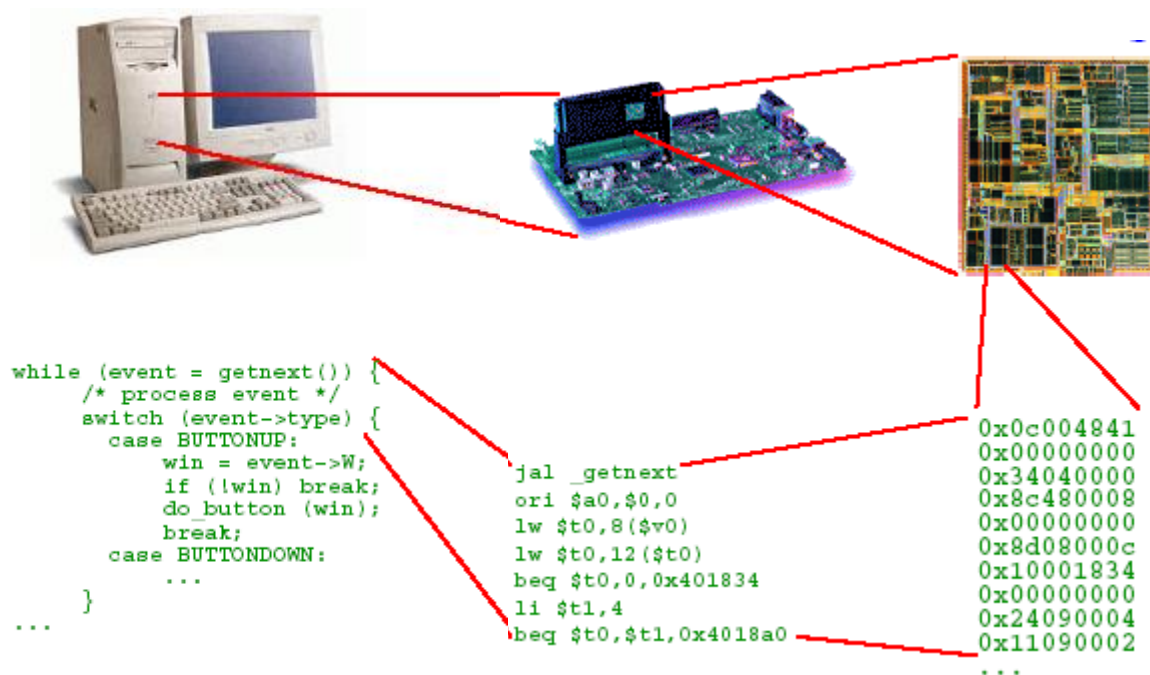 while (event = getnext()) {
/* process event */
switch (event->type) {
case BUTTONUP:
win = event->W;
if (!win) break;
do_button (win);
break;
case BUTTONDOWN:
...
}
...
jal _getnext
ori $a0,$0,0
lw $t0,8($v0)
lw $t0,12($t0)
beq $t0,0,0x401834
li $t1,4
beq $t0,$t1,0x4018a0
0x0c004841
0x00000000
0x34040000
0x8c480008
0x00000000
0x8d08000c
0x10001834
0x00000000
0x24090004
0x11090002
...